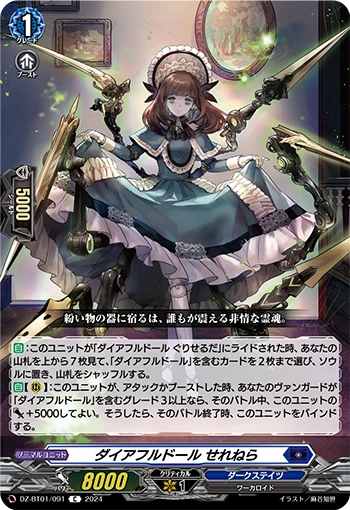 1
グレード
ブースト
5000
シールド
紛い物の器に宿るは、誰もが震える非情な霊魂。
自:このユニットが「ダイアフルドール ぐりぜるだ」にライドされた時、あなたの
山札を上から7枚見て、「ダイアフルドール」を含むカードを2枚まで選び、ソウ
ルに置き、山札をシャッフルする。
自【R】:このユニットが、アタックかブーストした時、あなたのヴァンガードが
「ダイアフルドール」を含むグレード3以上なら、そのバトル中、このユニットの
+5000してよい。そうしたら、そのバトル終了時、このユニットをバインド
する。
ノーマルユニット
ダイアフルドール せれねら
パワー
8000
クリティカル
1
ダークステイツ
ワーカロイド
DZ-BT01/091 C 2024
イラスト/麻谷知世